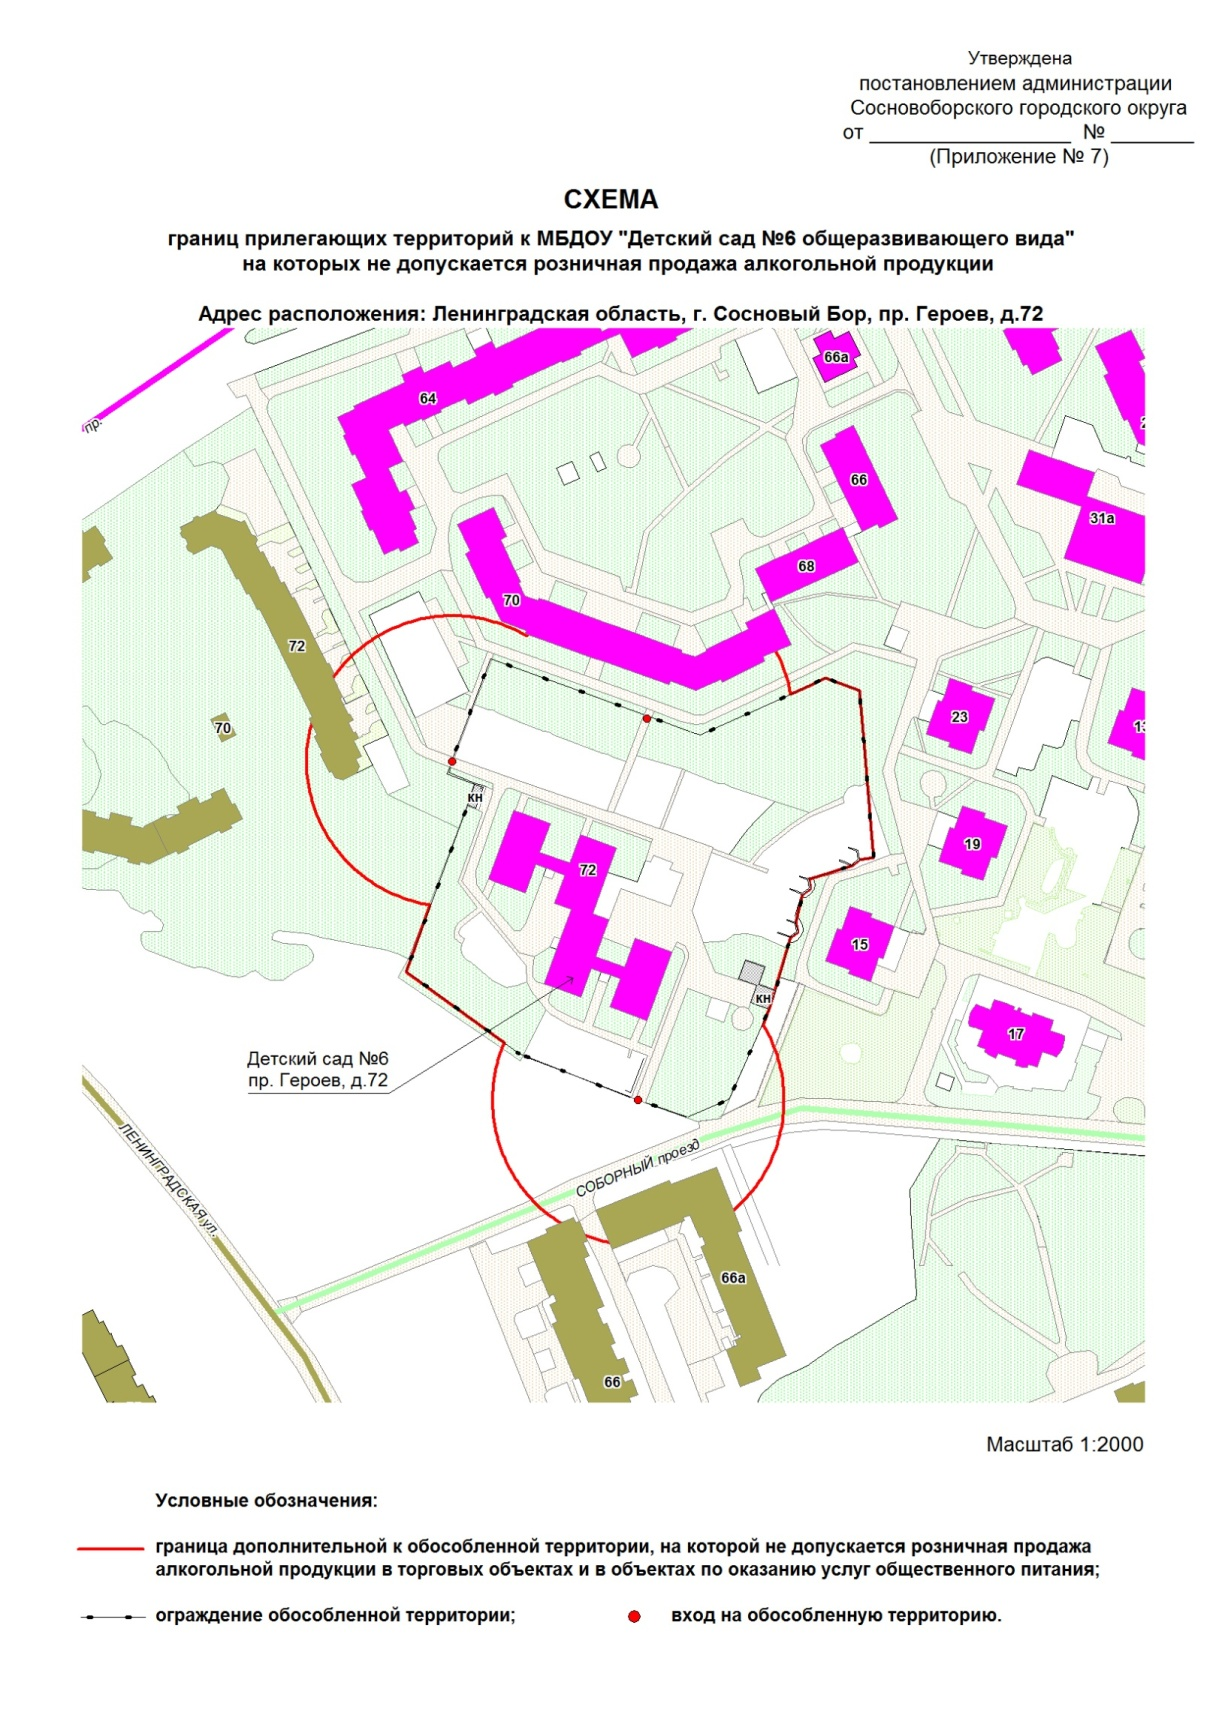 Утверждена
постановлением администрации
Сосновоборского городского округа
от ____________________ № ________
(Приложение № 7)
СХЕМА
границ прилегающих территорий к МБДОУ "Детский сад №6 общеразвивающего вида"
на которых не допускается розничная продажа алкогольной продукции
Адрес расположения: Ленинградская область, г. Сосновый Бор, пр. Героев, д.72
66а
64
пр.
66
31а
68
70
72
23
70
кн
19
72
15
кн
17
Детский сад №6
пр. Героев, д.72
ЛЕНИНГРАДСКАЯ ул.
СОБОРНЫЙ проезд
66а
66
Масштаб 1:2000
Условные обозначения:
граница дополнительной к обособленной территории, на которой не допускается розничная продажа
алкогольной продукции в торговых объектах и в объектах по оказанию услуг общественного питания;
ограждение обособленной территории;
вход на обособленную территорию.